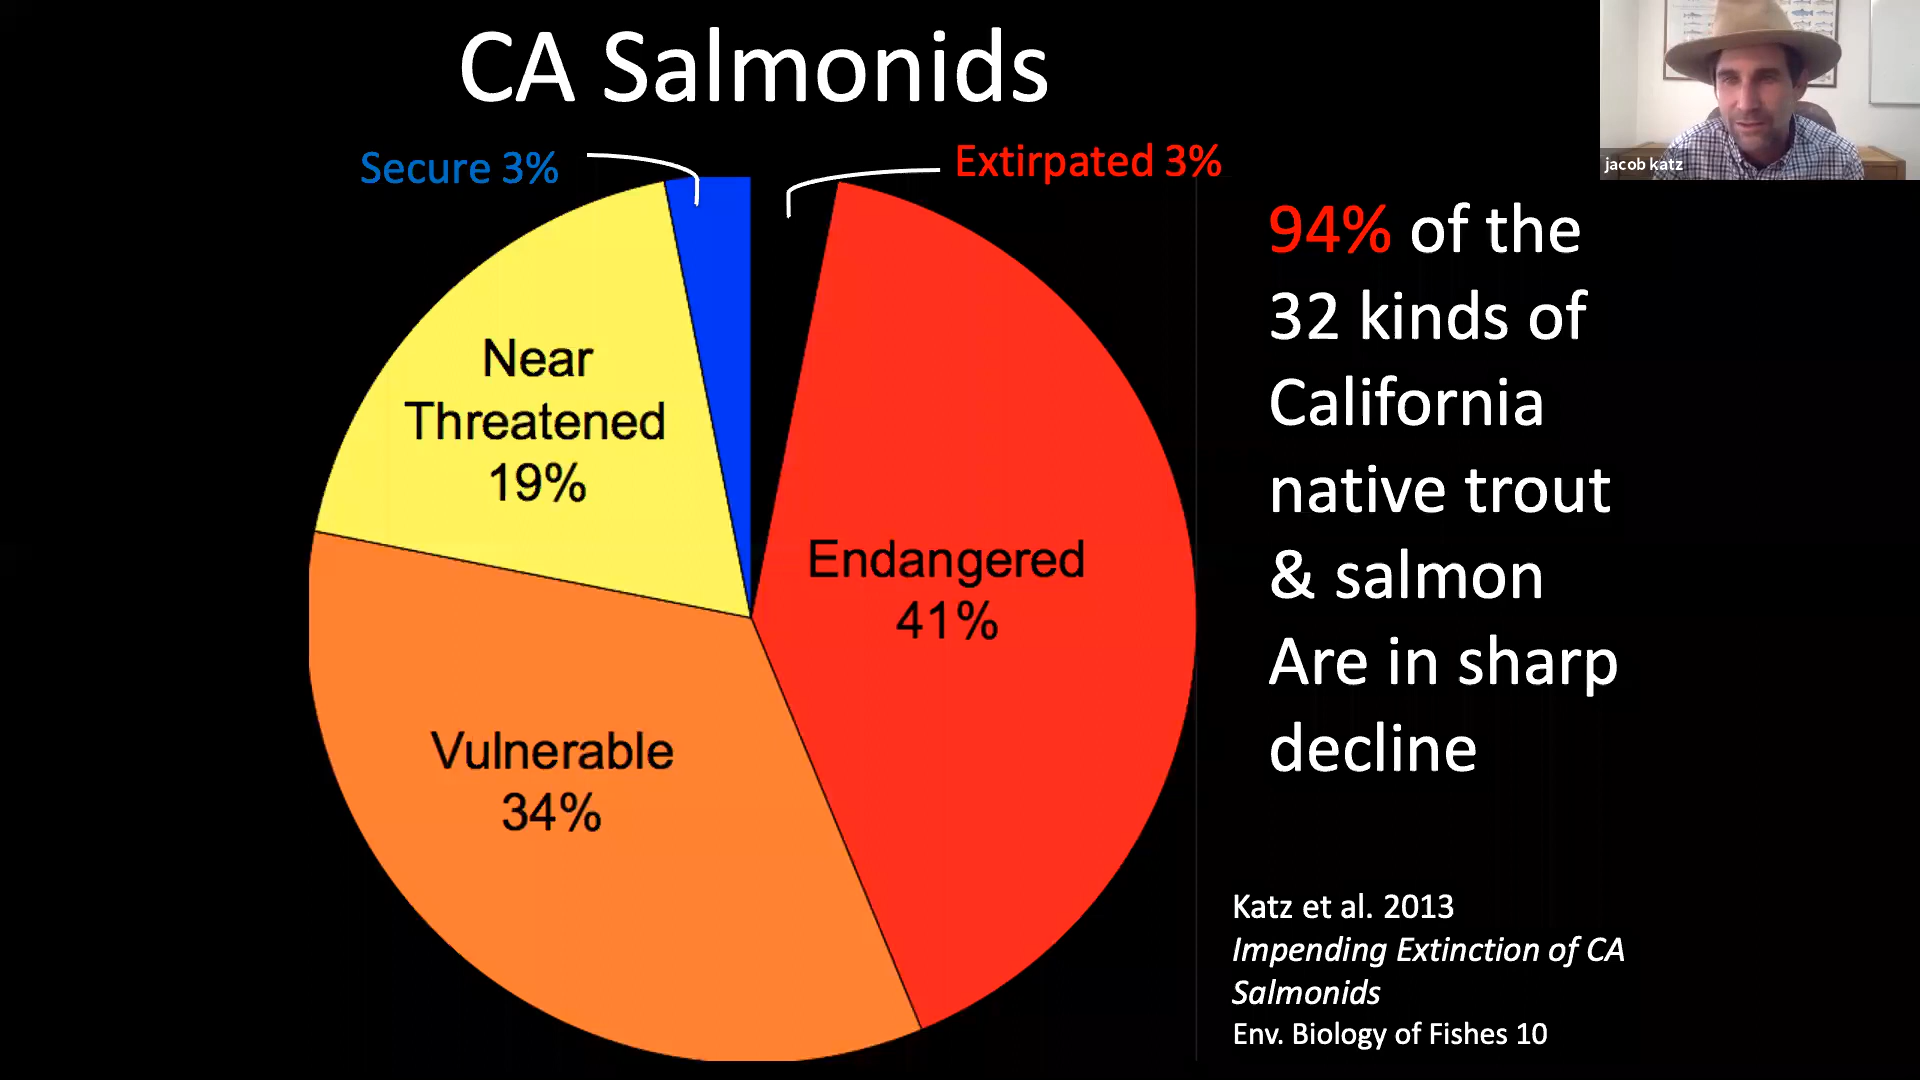 CA Salmonids
Secure 3%
Extirpated 3%
jacob katz
Near
Threatened
19%
Endangered
41%
Vulnerable
34%
94% of the
32 kinds of
California
native trout
& salmon
Are in sharp
decline
Katz et al. 2013
Impending Extinction of CA
Salmonids
Env. Biology of Fishes 10